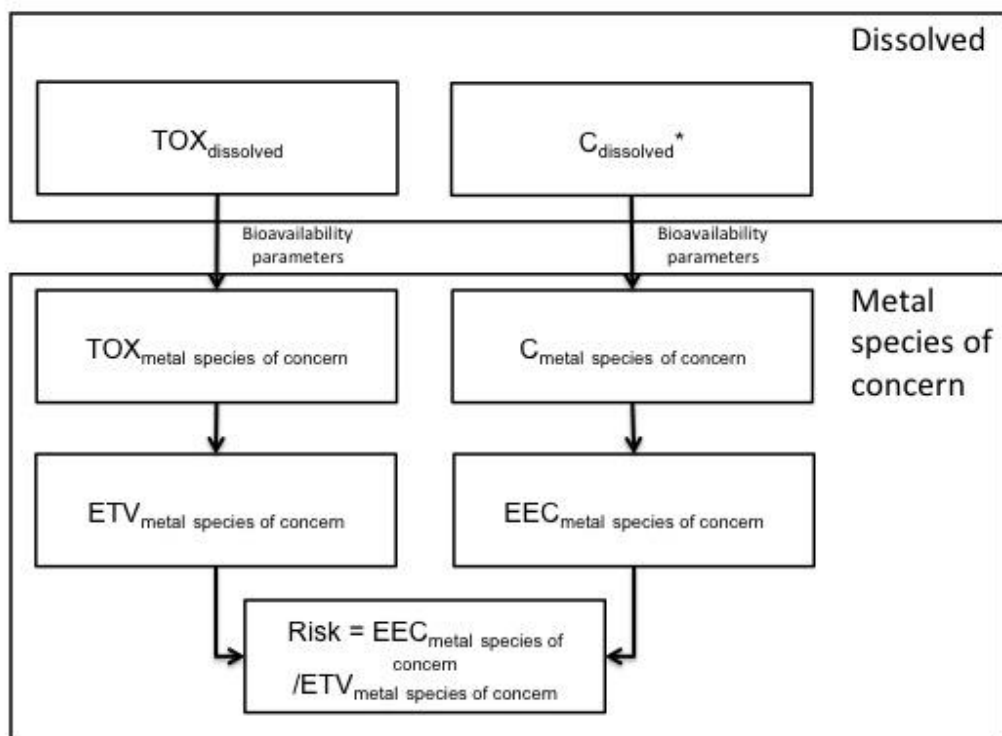 Dissolved
TOXdissolved
Cdissolved*
Bioavailability
parameters
Bioavailability
parameters
Metal
species of
concern
TOXmetal species of concern
Cmetal species of concern
ETVmetal species of concern
EECmetal species of concern
Risk = EECmetal species of
concern
/ETVmetal species of concern